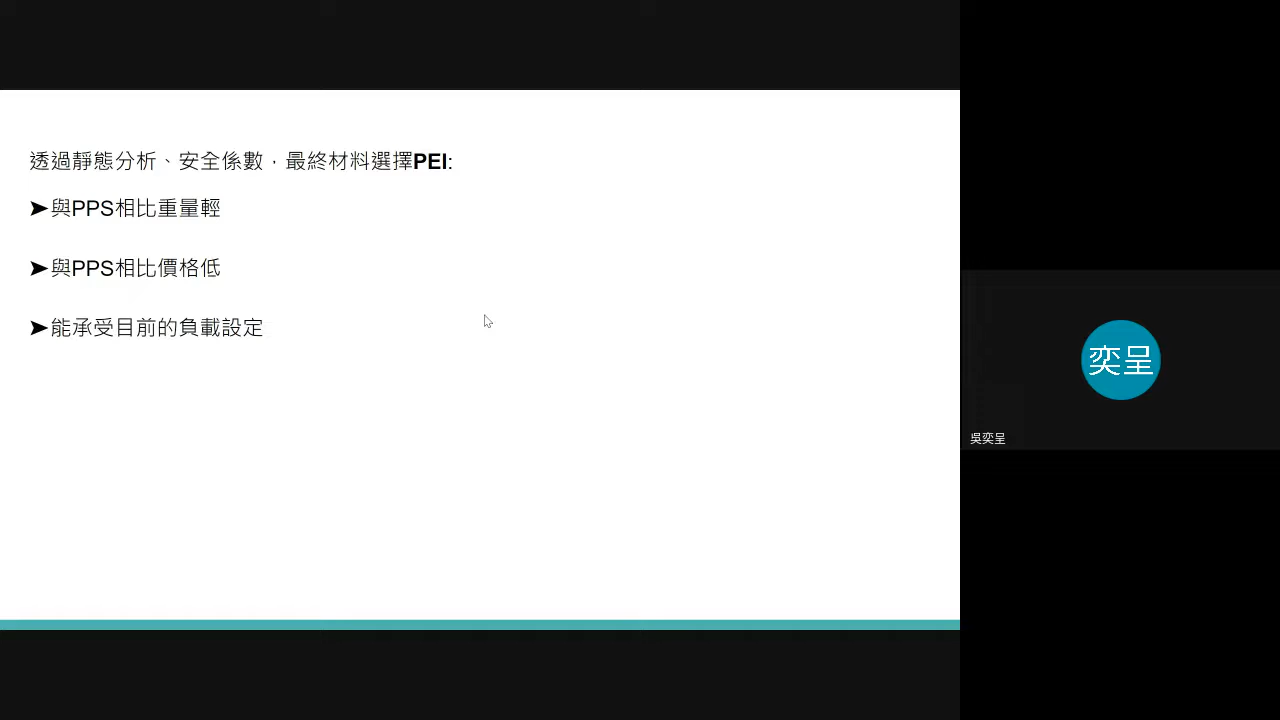 透過靜態分析、安全係數，最終材料選擇PEI:
➤與PPS相比重量輕
➤與PPS相比價格低
➤能承受目前的負載設定
奕呈
吳奕呈